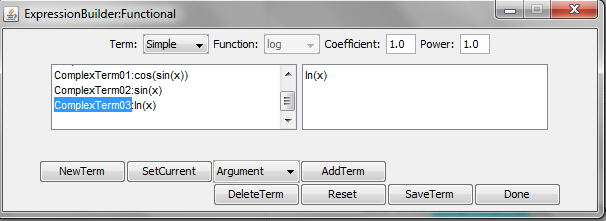 ExpressionBuilder:Functional
Term: Simple Function: log Coefficient: 1.0 Power: 1.0
ComplexTerm01:cos(sin(x)) ln(x)
ComplexTerm02:sin(x)
ComplexTerm03:ln(x)
NewTerm SetCurrent Argument AddTerm
DeleteTerm Reset SaveTerm Done